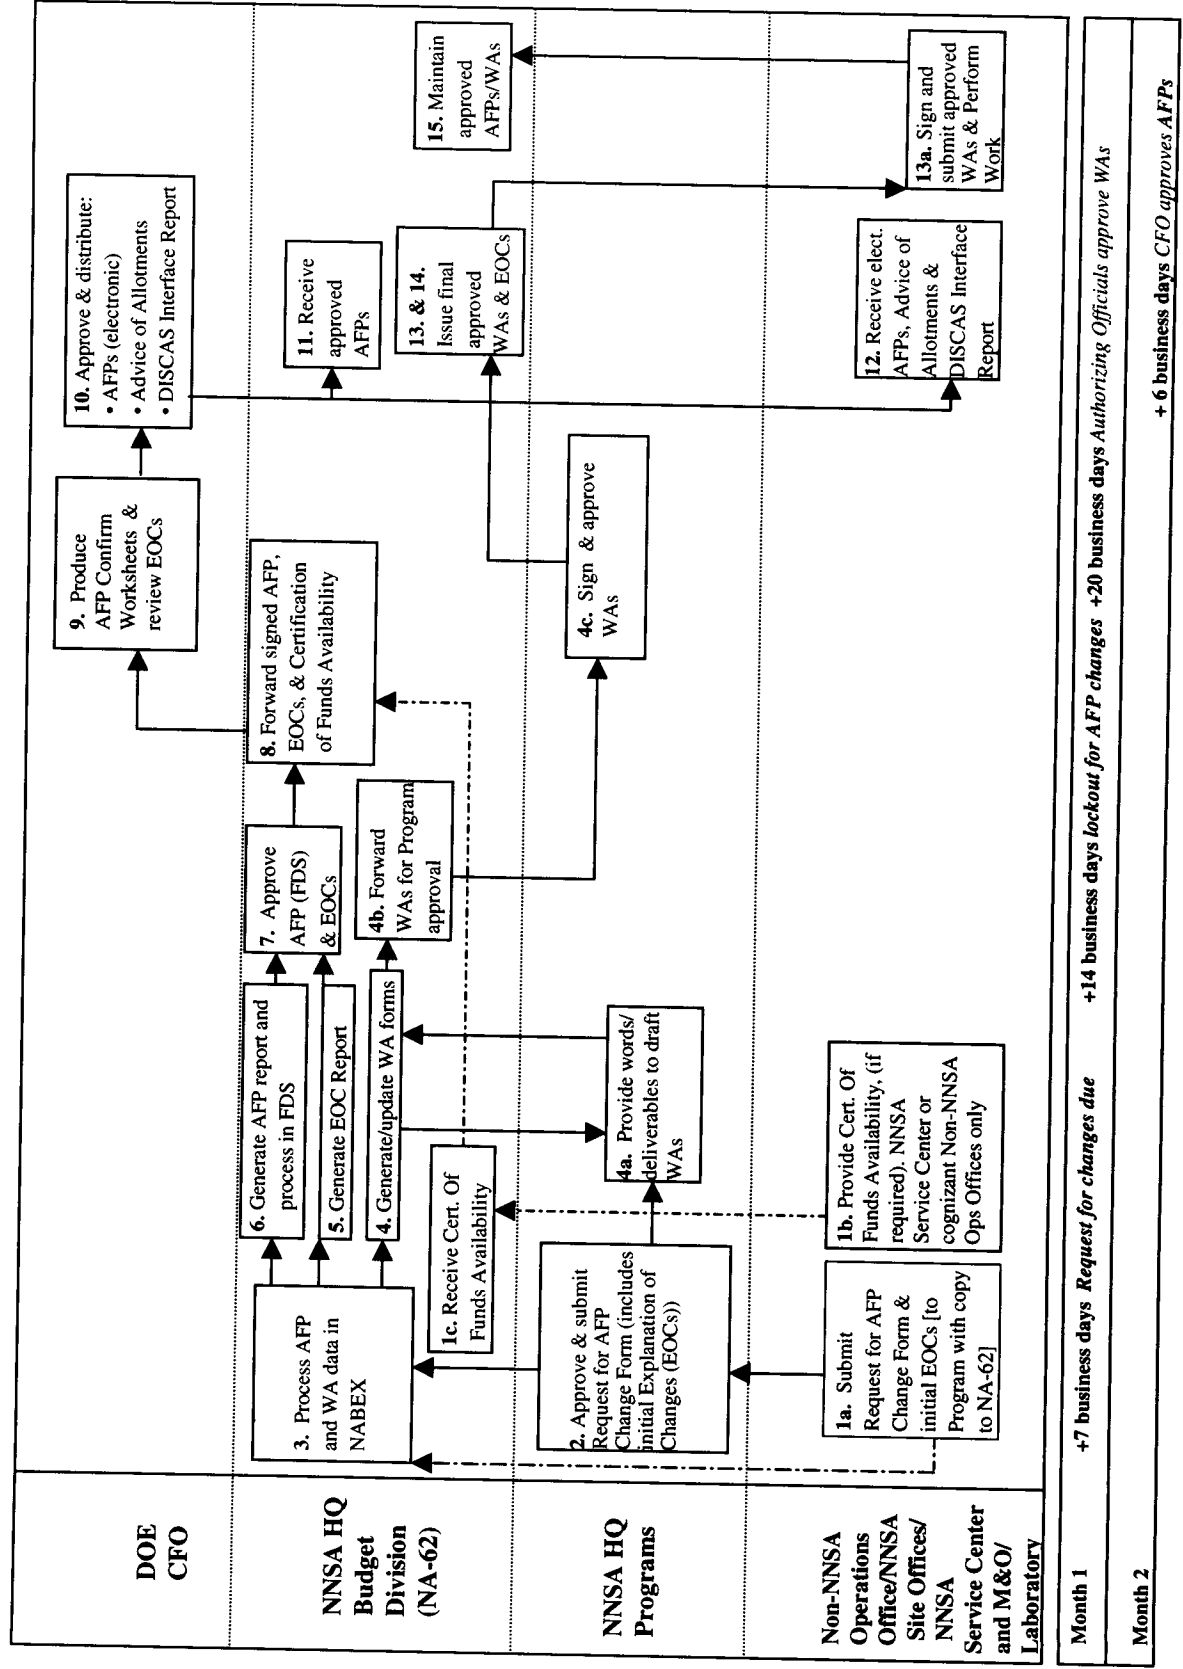 DOE
CFO
9. Produce
AFP Confirm
Worksheets &
review EOCs
10. Approve & distribute:
• AFPs (electronic)
• Advice of Allotments
• DISCAS Interface Report
NNSA HQ
Budget
Division
(NA-62)
3. Process AFP
and WA data in
NABEX
6. Generate AFP report and
process in FDS
5. Generate EOC Report
4. Generate/update WA forms
1c. Receive Cert. Of
Funds Availability
7. Approve
AFP (FDS)
& EOCs
4b. Forward
WAs for Program
approval
8. Forward signed AFP,
EOCs, & Certification
of Funds Availability
11. Receive
approved
AFPs
13. & 14.
Issue final
approved
WAs & EOCs
15. Maintain
approved
AFPs/WAs
NNSA HQ
Programs
2. Approve & submit
Request for AFP
Change Form (includes
initial Explanation of
Changes (EOCs))
4a. Provide words/
deliverables to draft
WAs
4c. Sign & approve
WAs
Non-NNSA
Operations
Office/NNSA
Site Offices/
NNSA
Service Center
and M&O/
Laboratory
1a. Submit
Request for AFP
Change Form &
initial EOCs [to
Program with copy
to NA-62]
1b. Provide Cert. Of
Funds Availability, (if
required). NNSA
Service Center or
cognizant Non-NNSA
Ops Offices only
12. Receive elect.
AFPs, Advice of
Allotments &
DISCAS Interface
Report
13a. Sign and
submit approved
WAs & Perform
Work
Month 1 +7 business days Request for changes due +14 business days lockout for AFP changes +20 business days Authorizing Officials approve WAs
Month 2 + 6 business days CFO approves AFPs